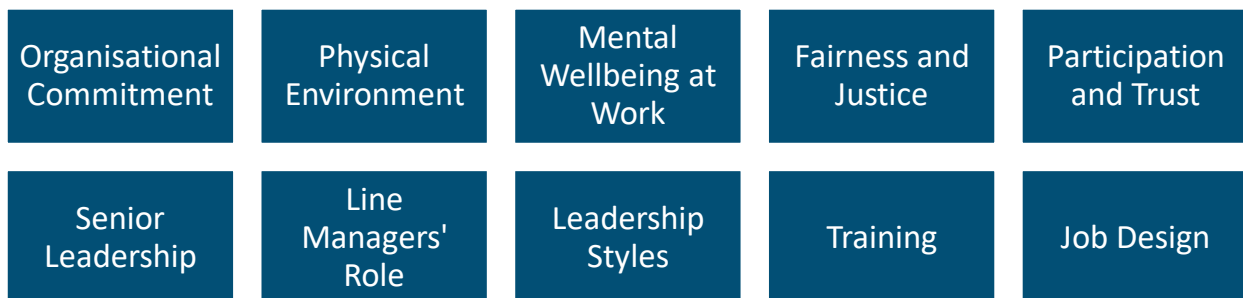 Organisational
Commitment
Physical
Environment
Mental
Wellbeing at
Work
Fairness and
Justice
Participation
and Trust
Senior
Leadership
Line
Managers'
Role
Leadership
Styles
Training
Job Design